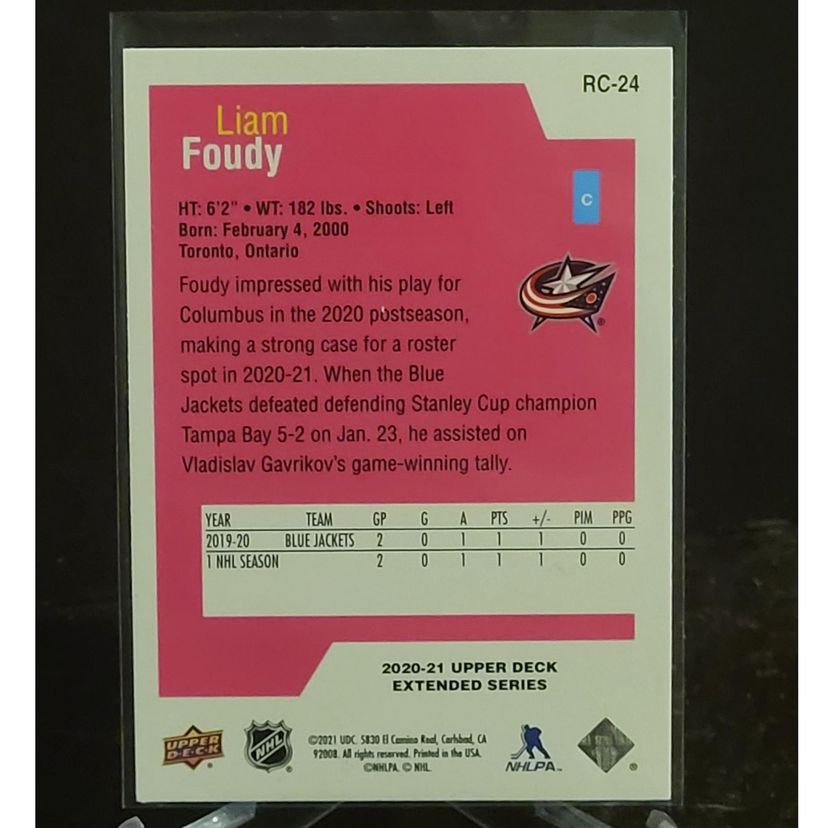 RC-24
Liam
Foudy
C
HT: 6'2" • WT: 182 lbs. • Shoots: Left
Born: February 4, 2000
Toronto, Ontario
Foudy impressed with his play for
Columbus in the 2020 postseason,
making a strong case for a roster
spot in 2020-21. When the Blue
Jackets defeated defending Stanley Cup champion
Tampa Bay 5-2 on Jan. 23, he assisted on
Vladislav Gavrikov's game-winning tally.
YEAR TEAM GP G A PTS +/- PIM PPG
2019-20 BLUE JACKETS 2 0 1 1 1 0 0
1 NHL SEASON 2 0 1 1 1 0 0
2020-21 UPPER DECK
EXTENDED SERIES
UPPER
DECK
NHL
©2021 UDC. 5830 El Camino Real, Carlsbad, CA
92008. All rights reserved. Printed in the USA.
©NHLPA. © NHL.
NHLPA